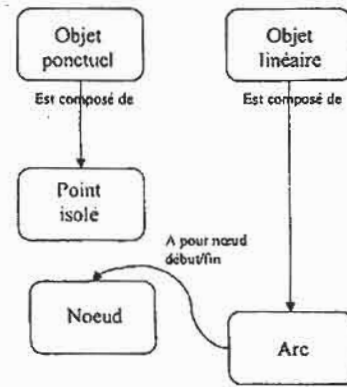 Objet
ponctuel
Objet
linéaire
Est composé de
Est composé de
Point
isolé
A pour nœud
début/fin
Noeud
Arc